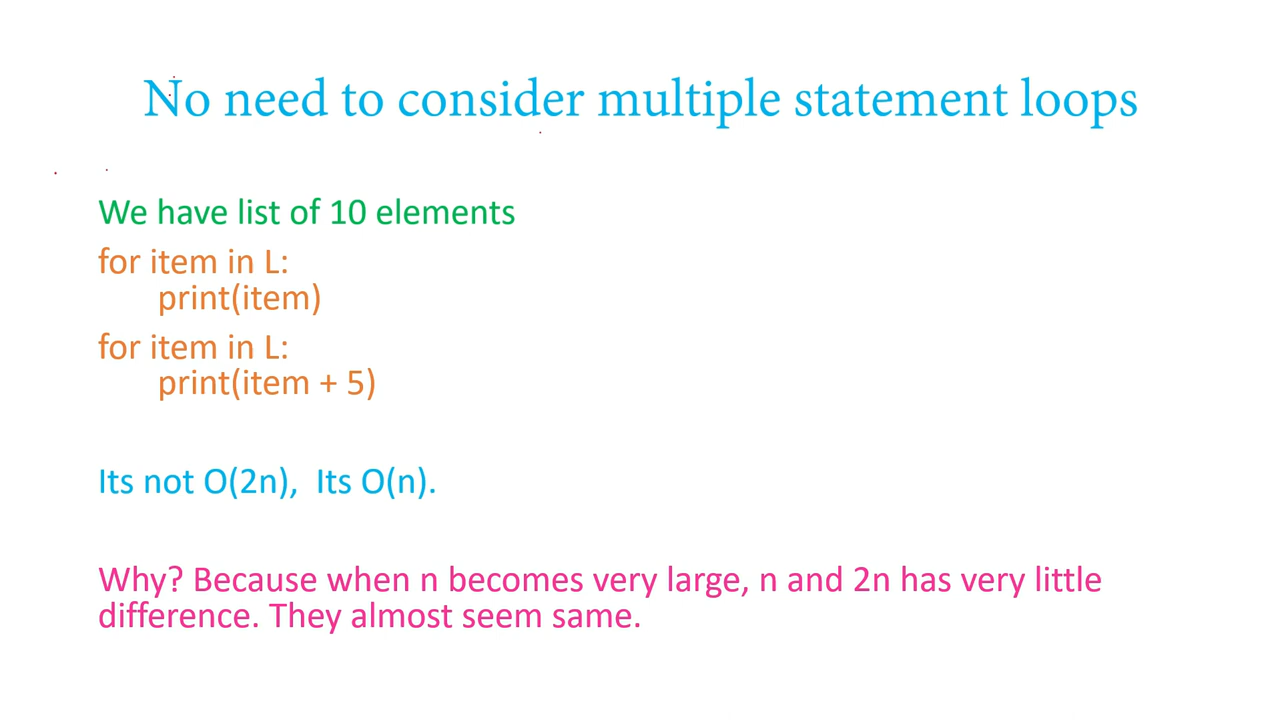 No need to consider multiple statement loops
We have list of 10 elements
for item in L:
print(item)
for item in L:
print(item + 5)
Its not O(2n),  Its O(n).
Why? Because when n becomes very large, n and 2n has very little
difference. They almost seem same.